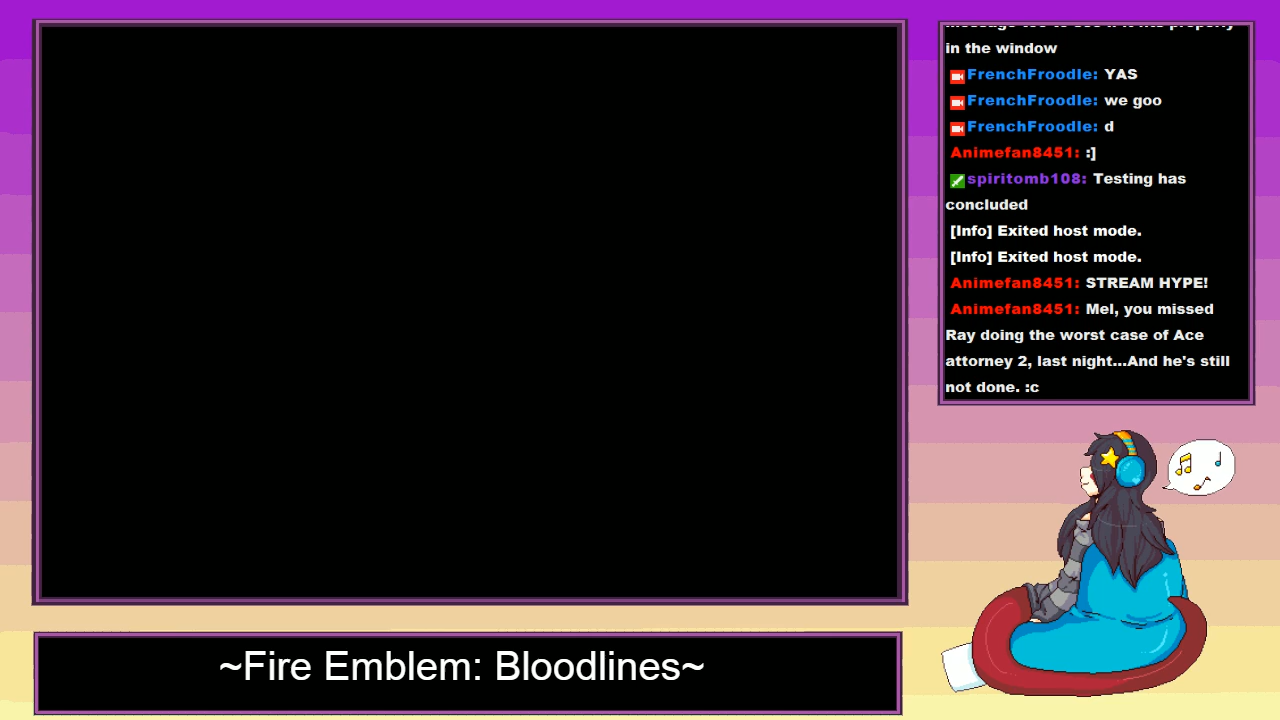 in the window
FrenchFroodle: YAS
FrenchFroodle: we goo
FrenchFroodle: d
Animefan8451: :]
spiritomb108: Testing has
concluded
[Info] Exited host mode.
[Info] Exited host mode.
Animefan8451: STREAM HYPE!
Animefan8451: Mel, you missed
Ray doing the worst case of Ace
attorney 2, last night...And he's still
not done. :c
~Fire Emblem: Bloodlines~